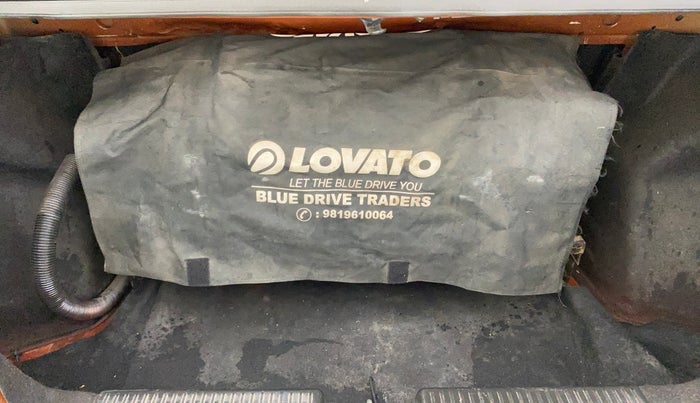 LOVATO
LET THE BLUE DRIVE YOU
BLUE DRIVE TRADERS
: 9819610064